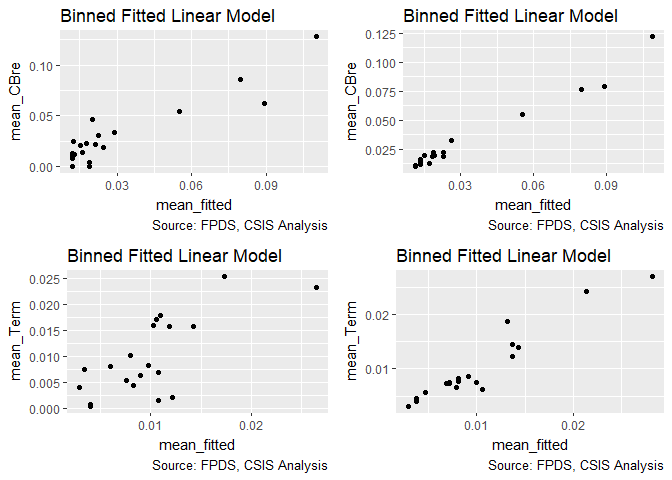 Binned Fitted Linear Model
mean_CBre
0.10
0.05
0.00
0.03 0.06 0.09
mean_fitted
Source: FPDS, CSIS Analysis
Binned Fitted Linear Model
mean_CBre
0.125
0.100
0.075
0.050
0.025
0.03 0.06 0.09
mean_fitted
Source: FPDS, CSIS Analysis
Binned Fitted Linear Model
mean_Term
0.025
0.020
0.015
0.010
0.005
0.000
0.01 0.02
mean_fitted
Source: FPDS, CSIS Analysis
Binned Fitted Linear Model
mean_Term
0.02
0.01
0.01 0.02
mean_fitted
Source: FPDS, CSIS Analysis